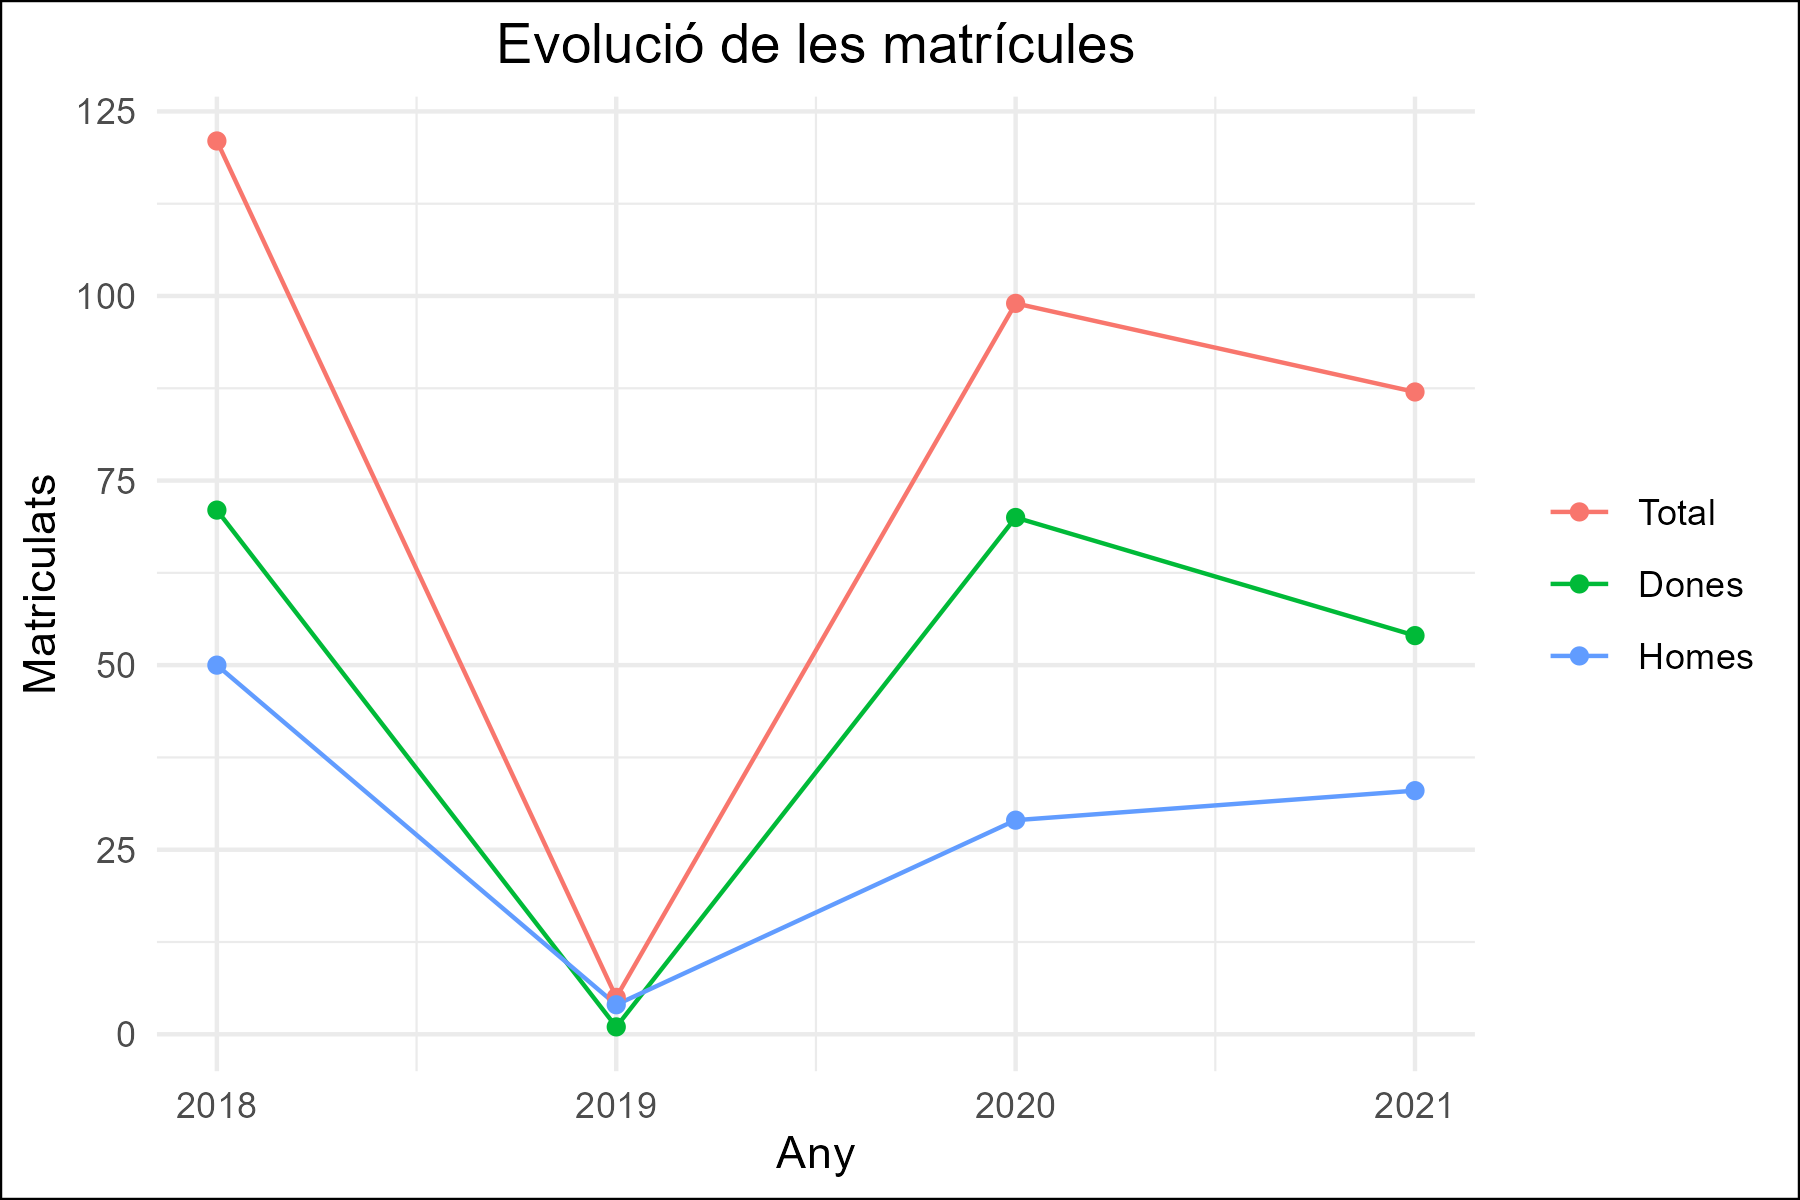 Evolució de les matrícules
125
100
75
50
25
0
Matriculats
2018 2019 2020 2021
Any
Total
Dones
Homes